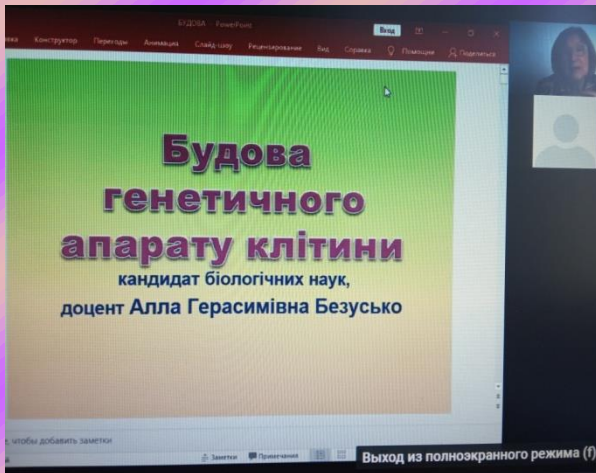 БУДОВА - PowerPoint
Вход
Конструктор Переходы Анимация Слайд-шоу Рецензирование Вид Справка Помощник Поделиться
Будова
генетичного
апарату клітини
кандидат біологічних наук,
доцент Алла Герасимівна Безусько
чтобы добавить заметки
Заметки Примечания
Выход из полноэкранного режима (f)